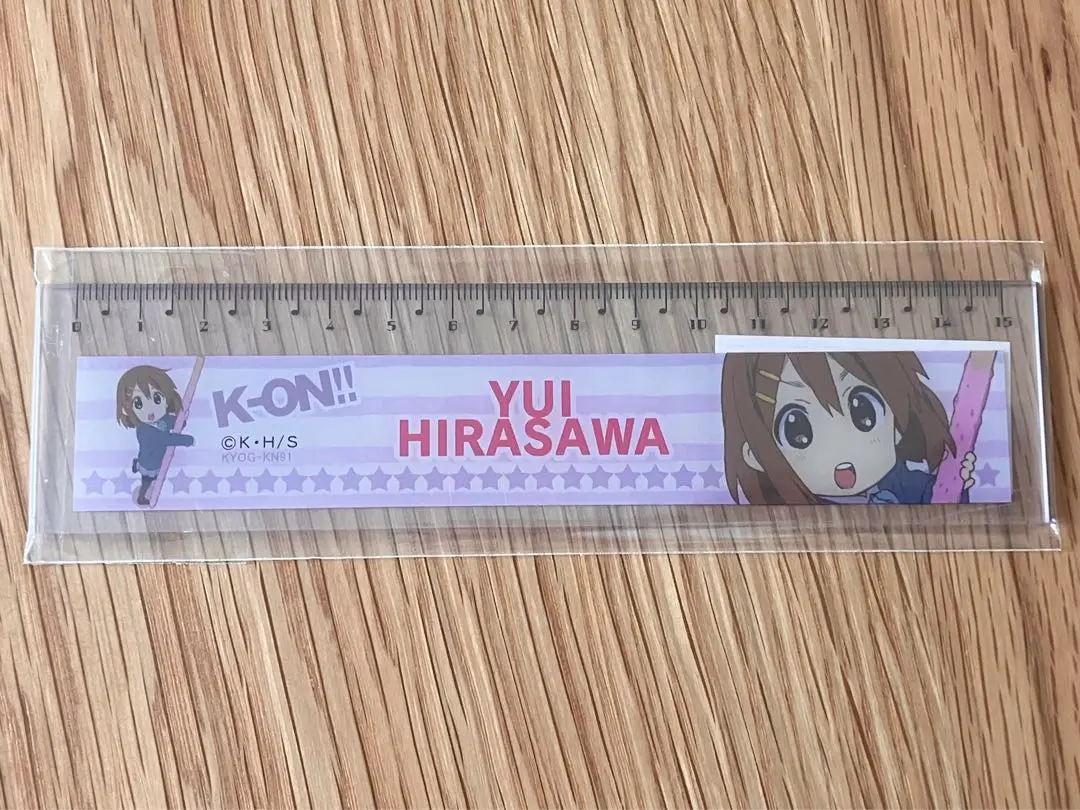 0 1 2 3 4 5 6 7 8 9 10 11 12 13 14 15
K-ON!!
©K・H/S
KYOG-KN91
YUI
HIRASAWA